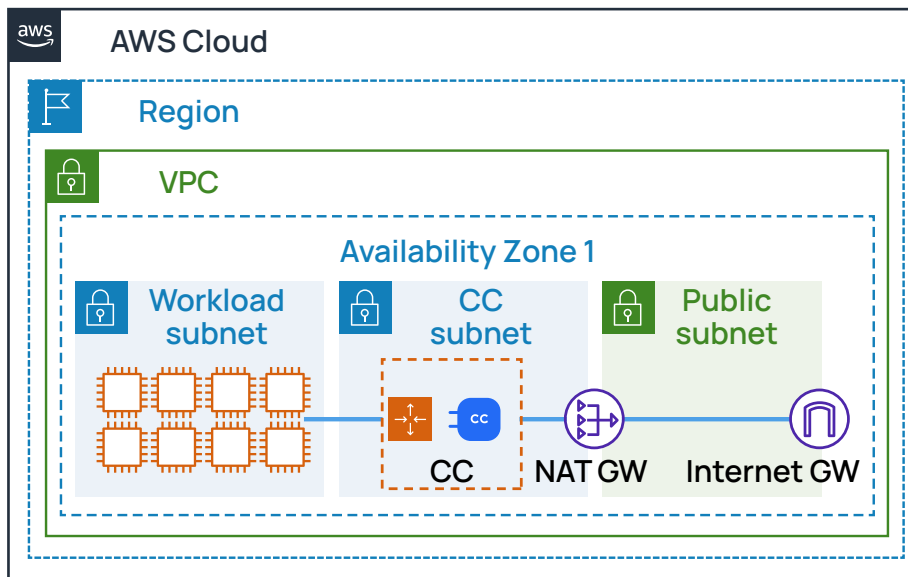 aws
AWS Cloud
Region
VPC
Availability Zone 1
Workload
subnet
CC
subnet
Public
subnet
CC
CC
NAT GW
Internet GW